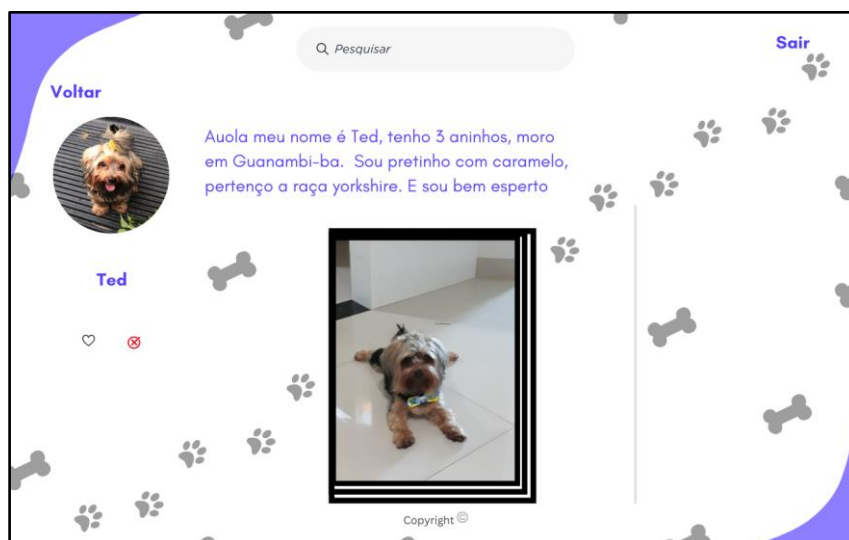 Pesquisar
Sair
Voltar
Auola meu nome é Ted, tenho 3 aninhos, moro
em Guanambi-ba. Sou pretinho com caramelo,
pertenço a raça yorkshire. E sou bem esperto
Ted
Copyright ©